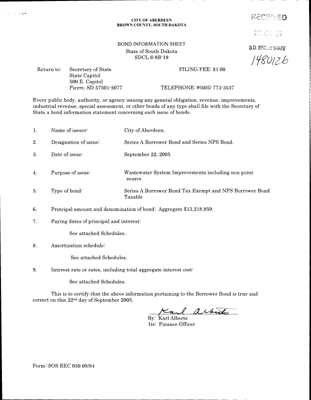 CITY OF ABERDEEN
BROWN COUNTY, SOUTH DAKOTA
RECEIVED
BOND INFORMATION SHEET
State of South Dakota
SDCL 6-8B-19
S.D. SEC. of STATE
1480126
Return to: Secretary of State FILING FEE: $1.00
State Capitol
500 E. Capitol
Pierre, SD 57501-5077 TELEPHONE #(605) 773-3537
Every public body, authority, or agency issuing any general obligation, revenue, improvements,
industrial revenue, special assessment, or other bonds of any type shall file with the Secretary of
State a bond information statement concerning each issue of bonds.
1. Name of issuer: City of Aberdeen.
2. Designation of issue: Series A Borrower Bond and Series NPS Bond.
3. Date of issue: September 22, 2005
4. Purpose of issue: Wastewater System Improvements including non point
source
5. Type of bond: Series A Borrower Bond Tax Exempt and NPS Borrower Bond
Taxable
6. Principal amount and denomination of bond: Aggregate $13,218,859.
7. Paying dates of principal and interest:
See attached Schedules.
8. Amortization schedule:
See attached Schedules.
9. Interest rate or rates, including total aggregate interest cost:
See attached Schedules.
This is to certify that the above information pertaining to the Borrower Bond is true and
correct on this 22nd day of September 2005.
Karl Alberts
By: Karl Alberts
Its: Finance Officer
Form: SOS REC 050 08/84